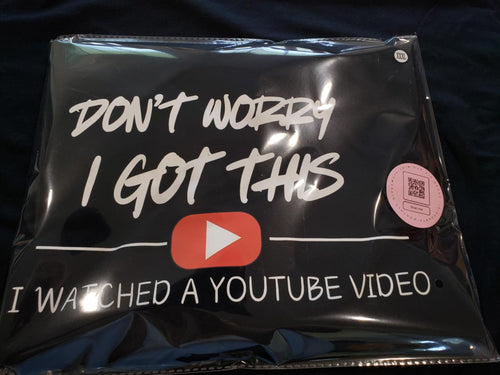 DON'T WORRY
I GOT THIS
I WATCHED A YOUTUBE VIDEO